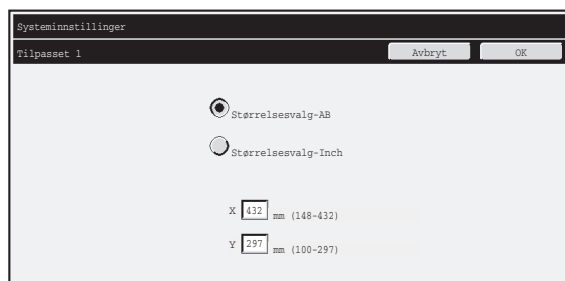 Systeminnstillinger
Tilpasset 1 Avbryt OK
Størrelsesvalg-AB
Størrelsesvalg-Inch
X 432 mm (148-432)
Y 297 mm (100-297)